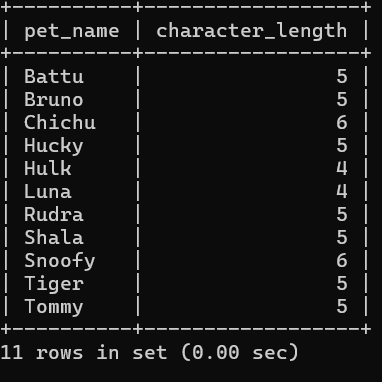 +----------+------------------+
| pet_name | character_length |
+----------+------------------+
| Battu    |                5 |
| Bruno    |                5 |
| Chichu   |                6 |
| Hucky    |                5 |
| Hulk     |                4 |
| Luna     |                4 |
| Rudra    |                5 |
| Shala    |                5 |
| Snoofy   |                6 |
| Tiger    |                5 |
| Tommy    |                5 |
+----------+------------------+
11 rows in set (0.00 sec)